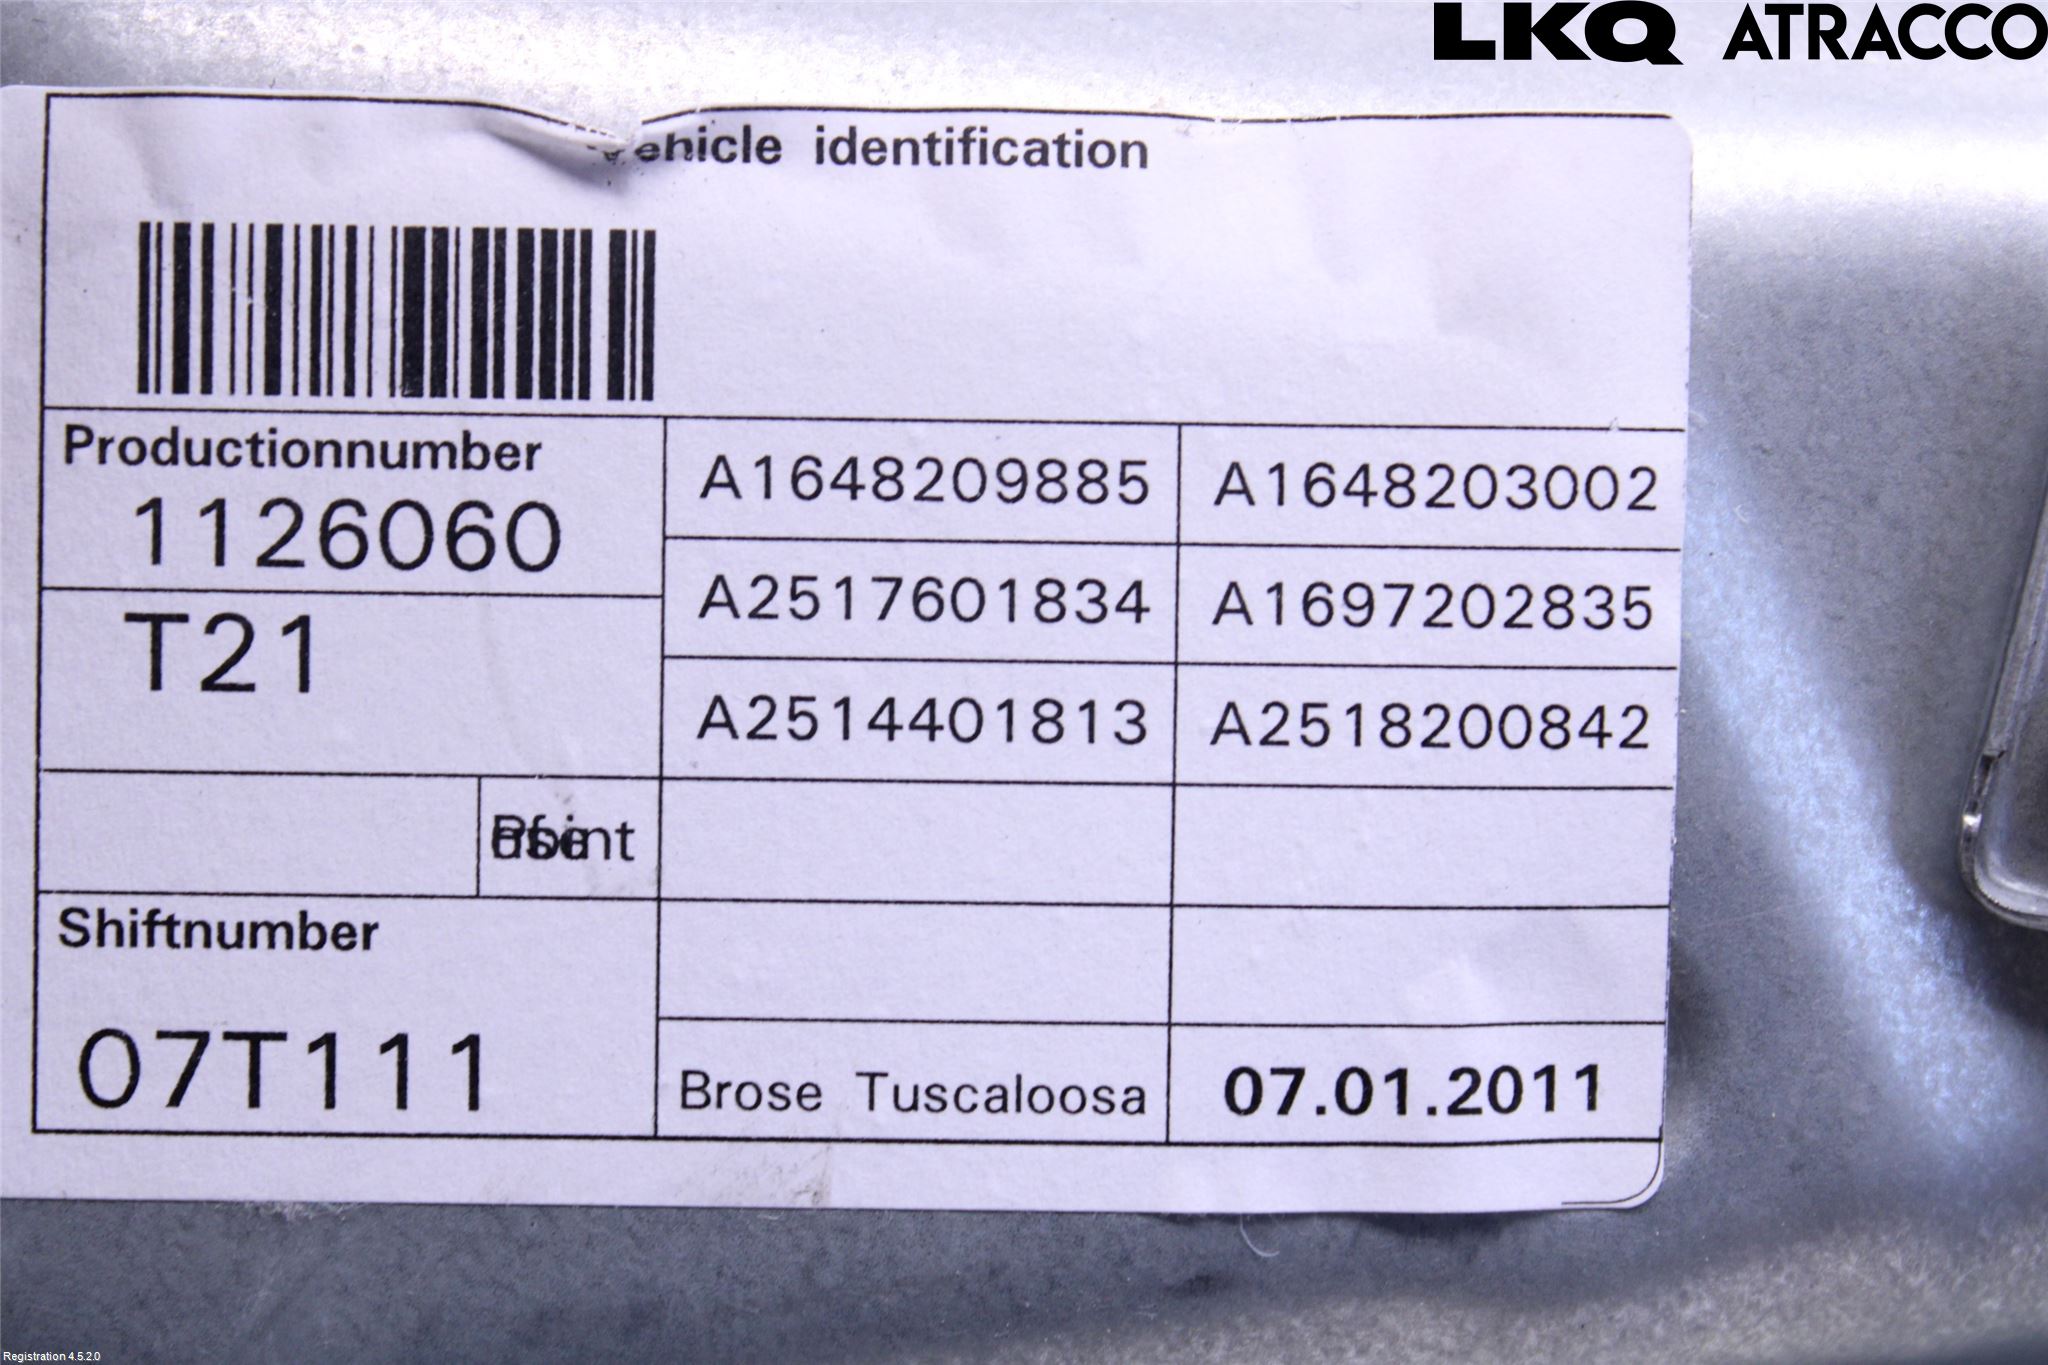 LKQ ATRACCO
Vehicle identification
Productionnumber
1126060
A1648209885 A1648203002
T21
A2517601834 A1697202835
A2514401813 A2518200842
Shiftnumber
07T111
Brose Tuscaloosa 07.01.2011
Registration 4.5.2.0